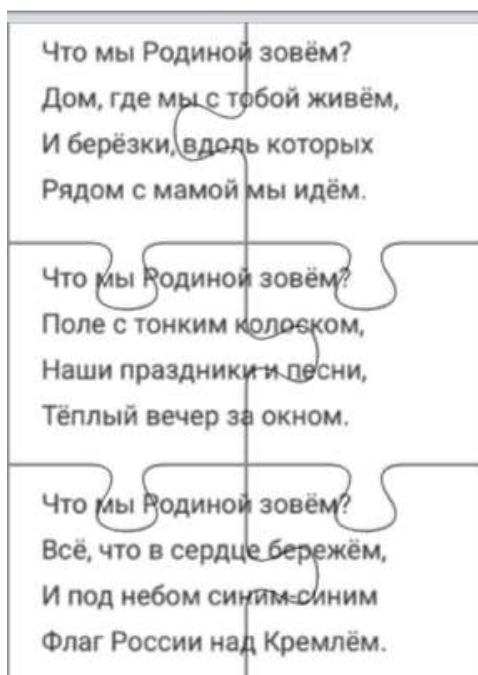 Что мы Родиной зовём?
Дом, где мы с тобой живём,
И берёзки, вдоль которых
Рядом с мамой мы идём.
Что мы Родиной зовём?
Поле с тонким колоском,
Наши праздники и песни,
Тёплый вечер за окном.
Что мы Родиной зовём?
Всё, что в сердце бережём,
И под небом синим-синим
Флаг России над Кремлём.